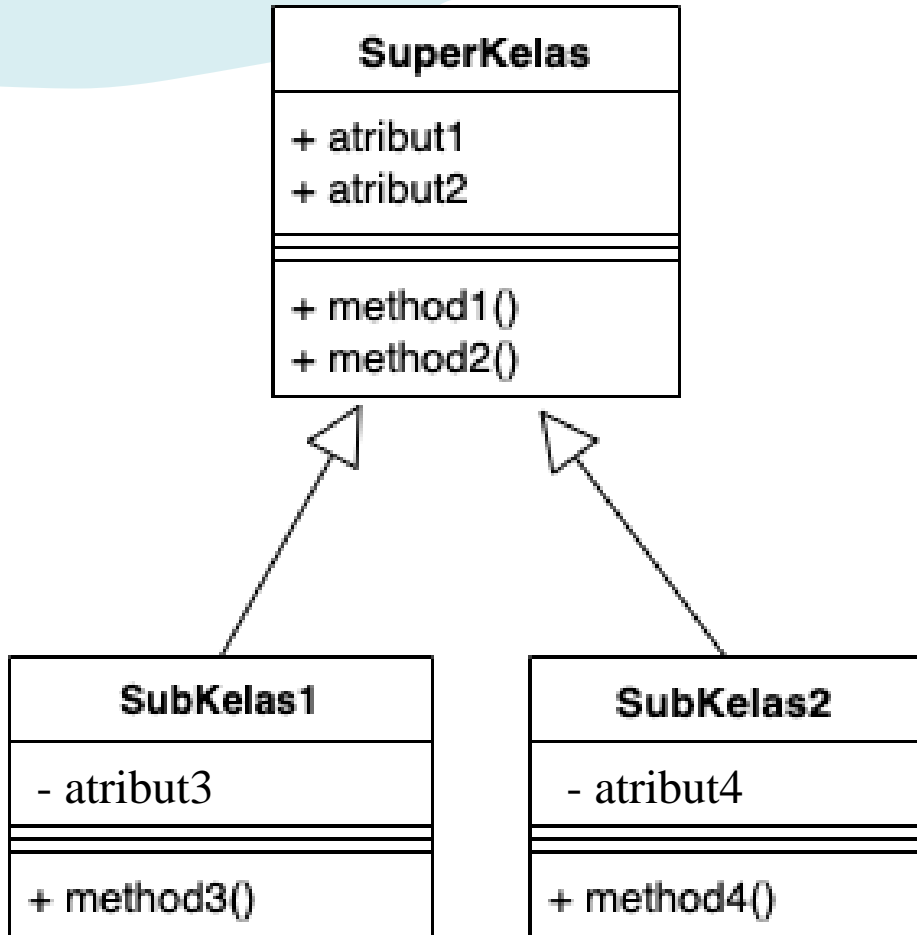 SuperKelas
+ atribut1
+ atribut2
+ method1()
+ method2()
SubKelas1
- atribut3
+ method3()
SubKelas2
- atribut4
+ method4()